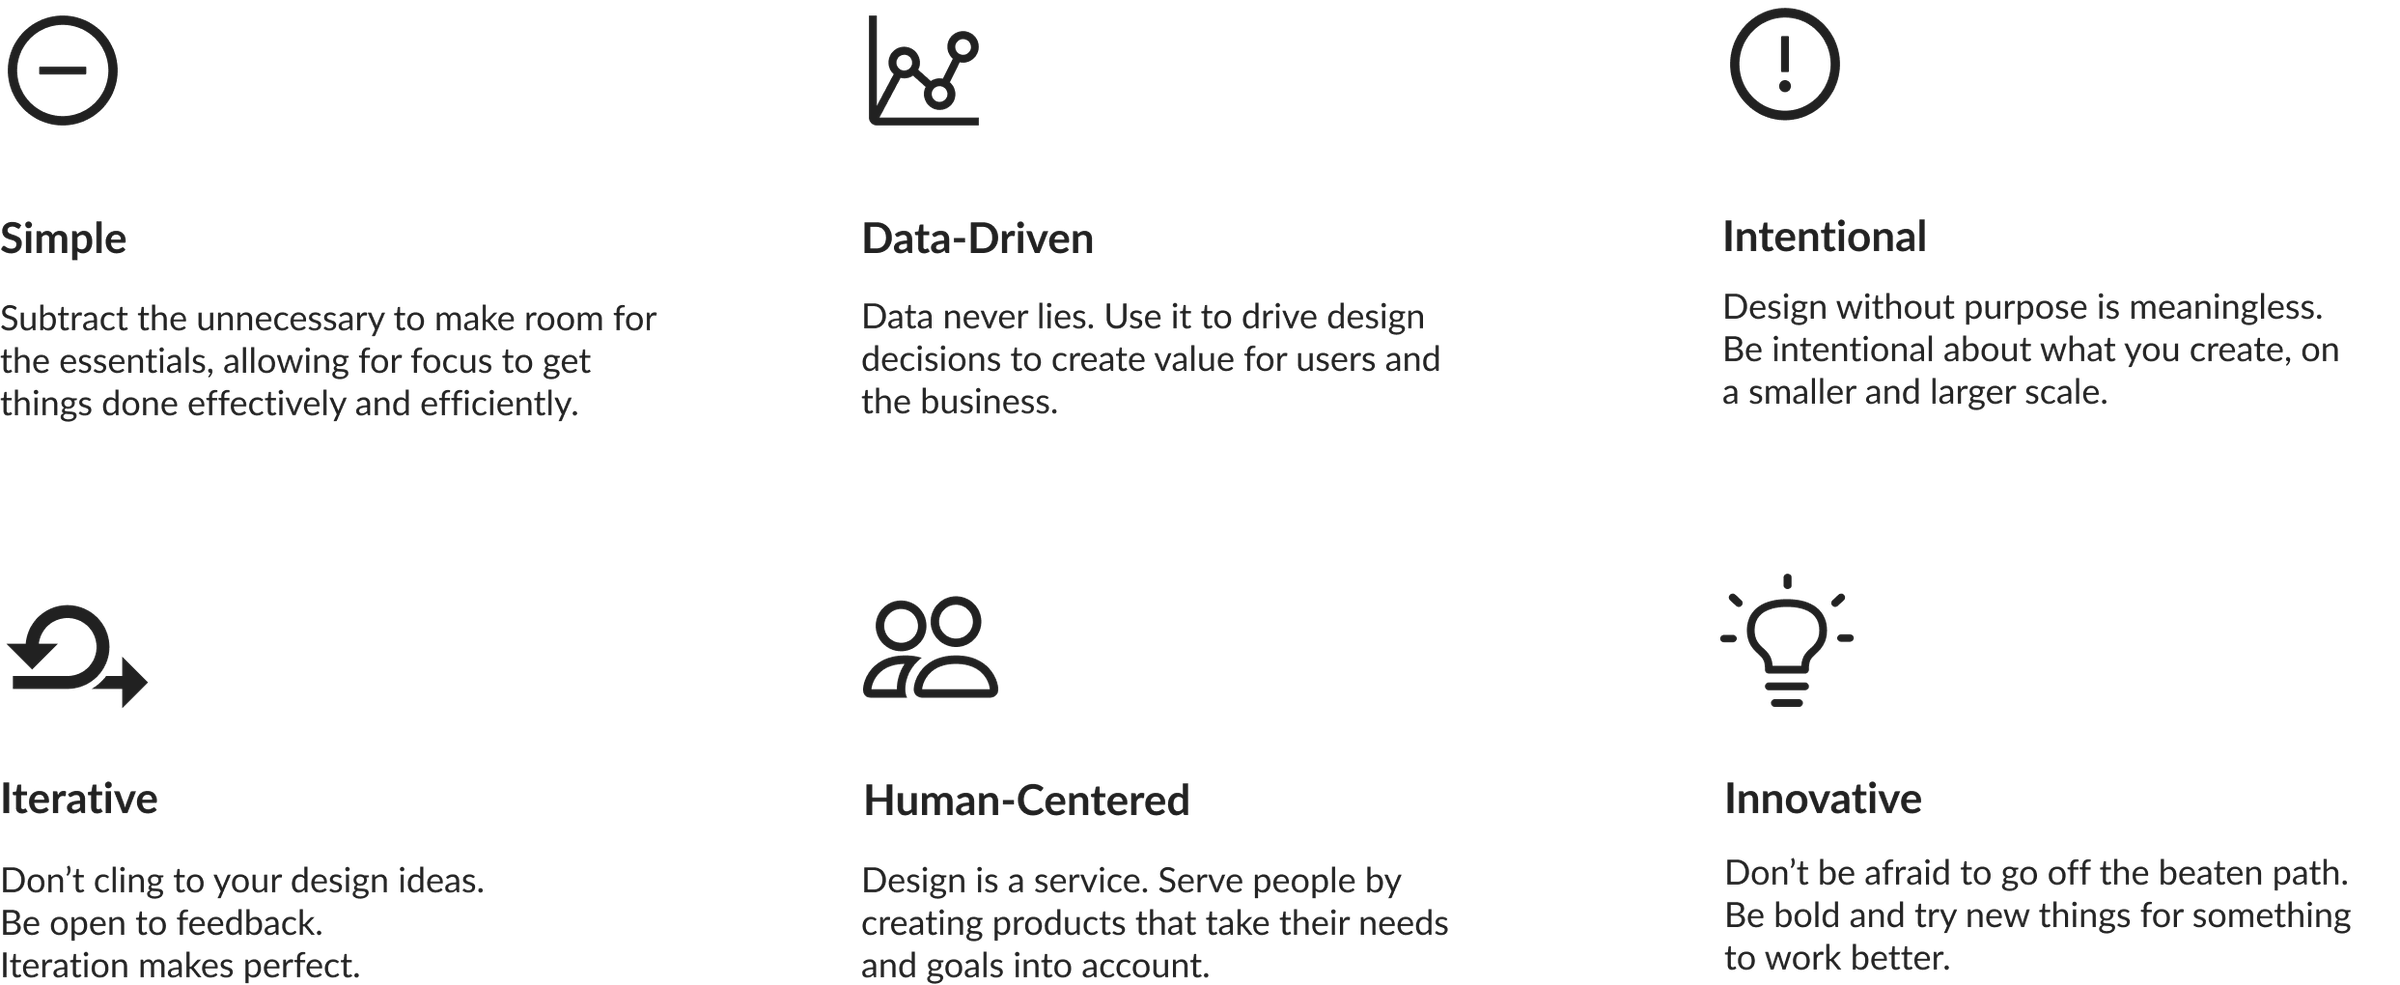 Simple
Subtract the unnecessary to make room for
the essentials, allowing for focus to get
things done effectively and efficiently.
Data-Driven
Data never lies. Use it to drive design
decisions to create value for users and
the business.
Intentional
Design without purpose is meaningless.
Be intentional about what you create, on
a smaller and larger scale.
Iterative
Don’t cling to your design ideas.
Be open to feedback.
Iteration makes perfect.
Human-Centered
Design is a service. Serve people by
creating products that take their needs
and goals into account.
Innovative
Don’t be afraid to go off the beaten path.
Be bold and try new things for something
to work better.